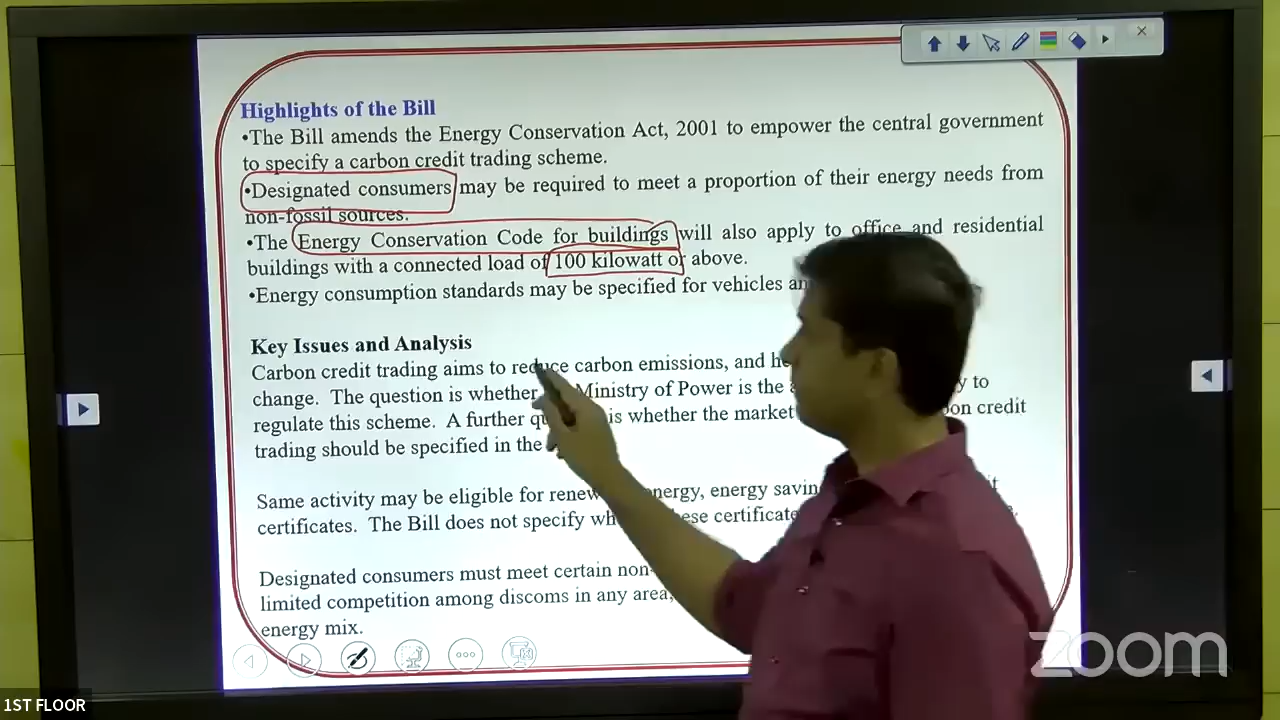 Highlights of the Bill
•The Bill amends the Energy Conservation Act, 2001 to empower the central government
to specify a carbon credit trading scheme.
•Designated consumers may be required to meet a proportion of their energy needs from
non-fossil sources.
•The Energy Conservation Code for buildings will also apply to office and residential
buildings with a connected load of 100 kilowatt or above.
•Energy consumption standards may be specified for vehicles
Key Issues and Analysis
Carbon credit trading aims to reduce carbon emissions, and
change. The question is whether Ministry of Power is the to
regulate this scheme. A further is whether the market credit
trading should be specified in the
Same activity may be eligible for energy, energy
certificates. The Bill does not specify these
Designated consumers must meet certain
limited competition among discoms in any area,
energy mix.
zoom
1ST FLOOR